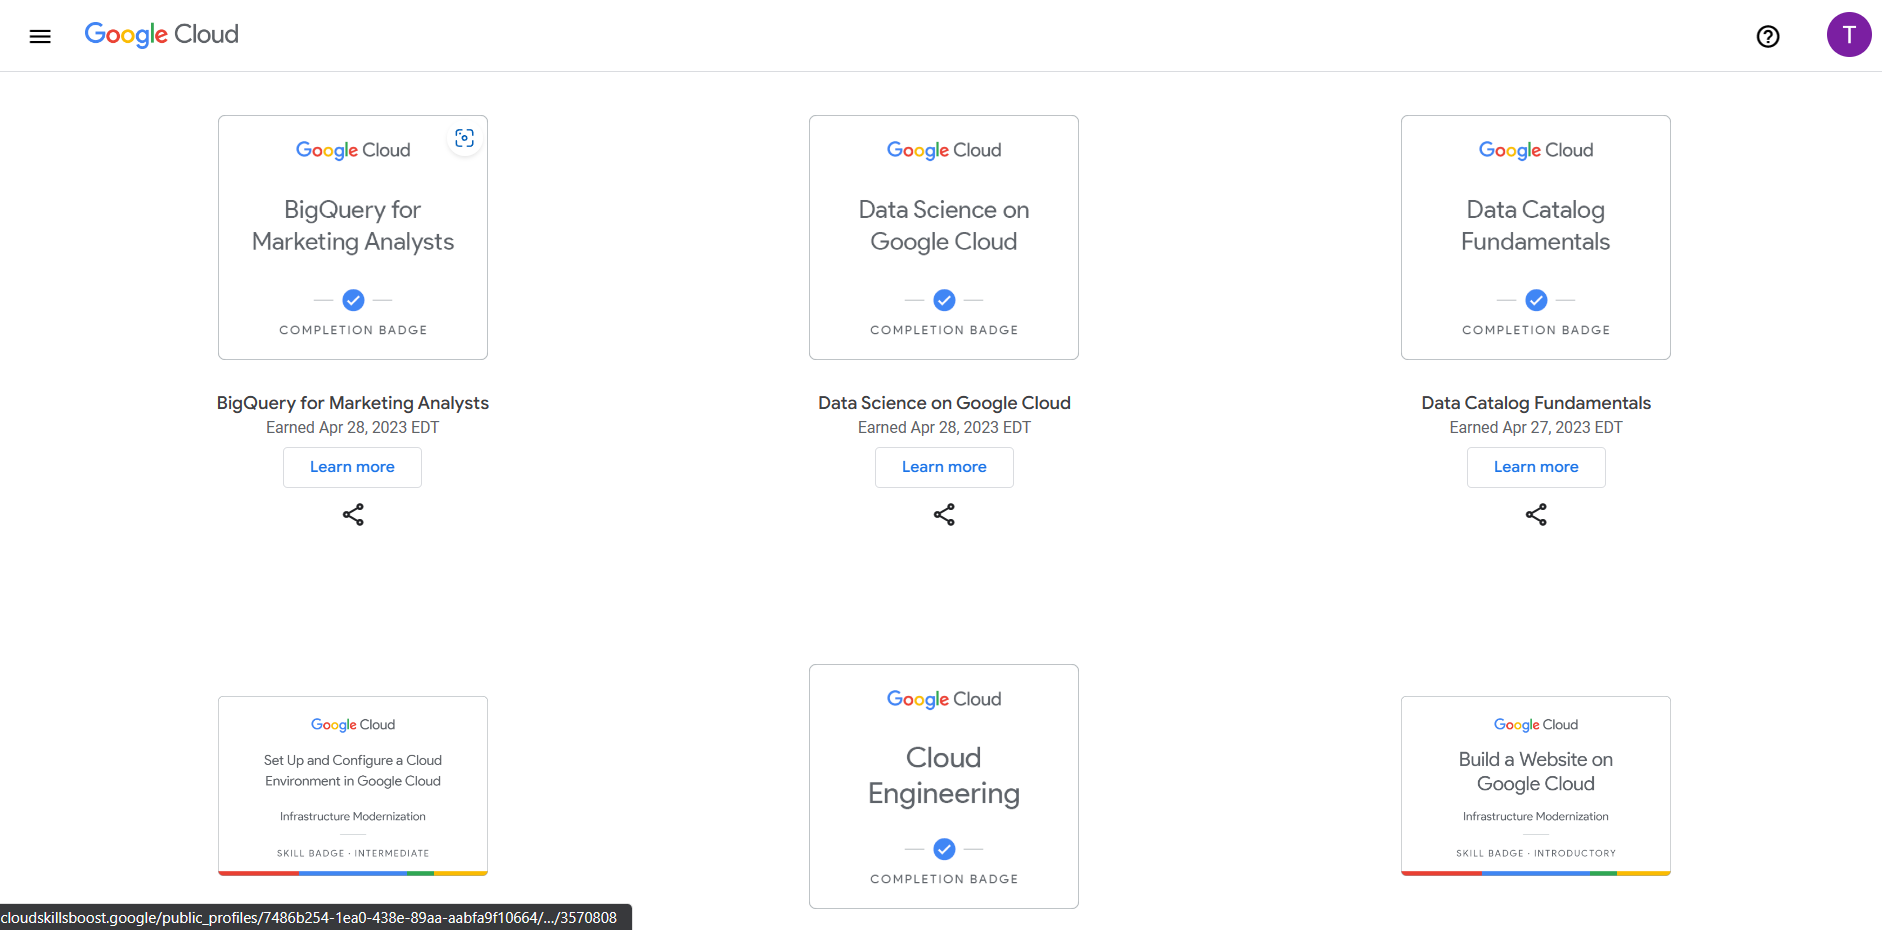 Google Cloud
T
Google Cloud
BigQuery for
Marketing Analysts
COMPLETION BADGE
BigQuery for Marketing Analysts
Earned Apr 28, 2023 EDT
Learn more
Google Cloud
Data Science on
Google Cloud
COMPLETION BADGE
Data Science on Google Cloud
Earned Apr 28, 2023 EDT
Learn more
Google Cloud
Data Catalog
Fundamentals
COMPLETION BADGE
Data Catalog Fundamentals
Earned Apr 27, 2023 EDT
Learn more
Google Cloud
Set Up and Configure a Cloud
Environment in Google Cloud
Infrastructure Modernization
SKILL BADGE · INTERMEDIATE
Google Cloud
Cloud
Engineering
COMPLETION BADGE
Google Cloud
Build a Website on
Google Cloud
Infrastructure Modernization
SKILL BADGE · INTRODUCTORY
cloudskillsboost.google/public_profiles/7486b254-1ea0-438e-89aa-aabfa9f10664/.../3570808